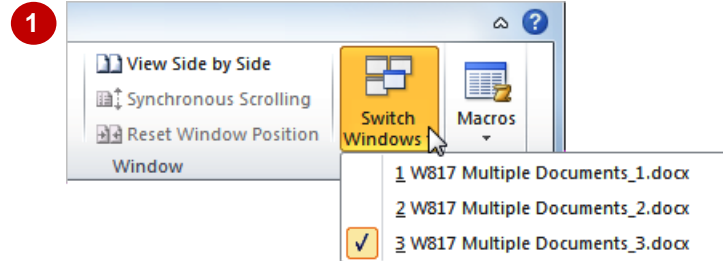 1
?
View Side by Side
Synchronous Scrolling
Reset Window Position
Window
Switch
Windows
Macros
1 W817 Multiple Documents_1.docx
2 W817 Multiple Documents_2.docx
3 W817 Multiple Documents_3.docx